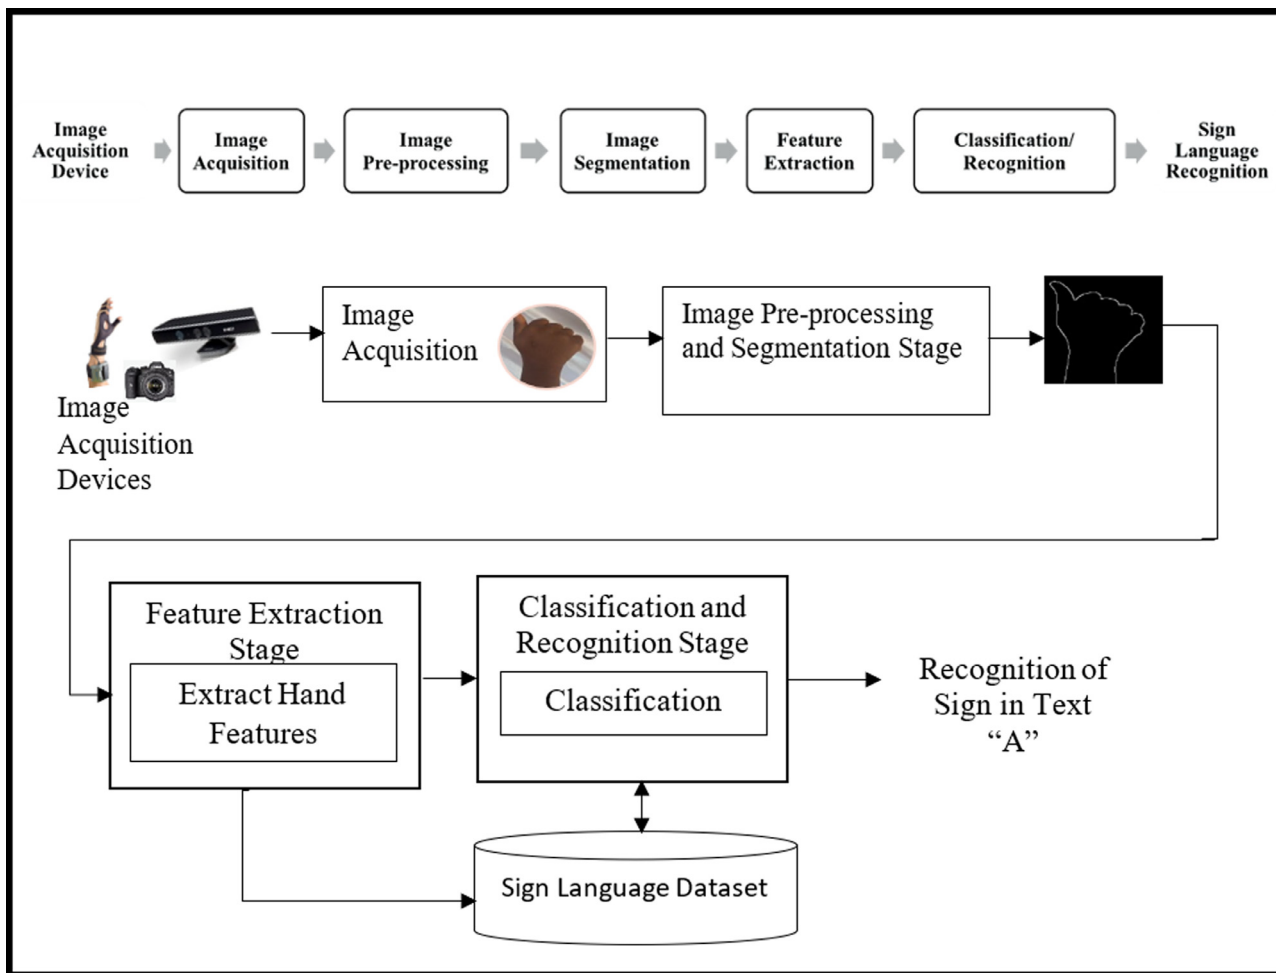 Image
Acquisition
Device
Image
Acquisition
Image
Pre-processing
Image
Segmentation
Feature
Extraction
Classification/
Recognition
Sign
Language
Recognition
Image
Acquisition
Devices
Image
Acquisition
Image Pre-processing
and Segmentation Stage
Feature Extraction
Stage
Extract Hand
Features
Classification and
Recognition Stage
Classification
Recognition of
Sign in Text
“A”
Sign Language Dataset